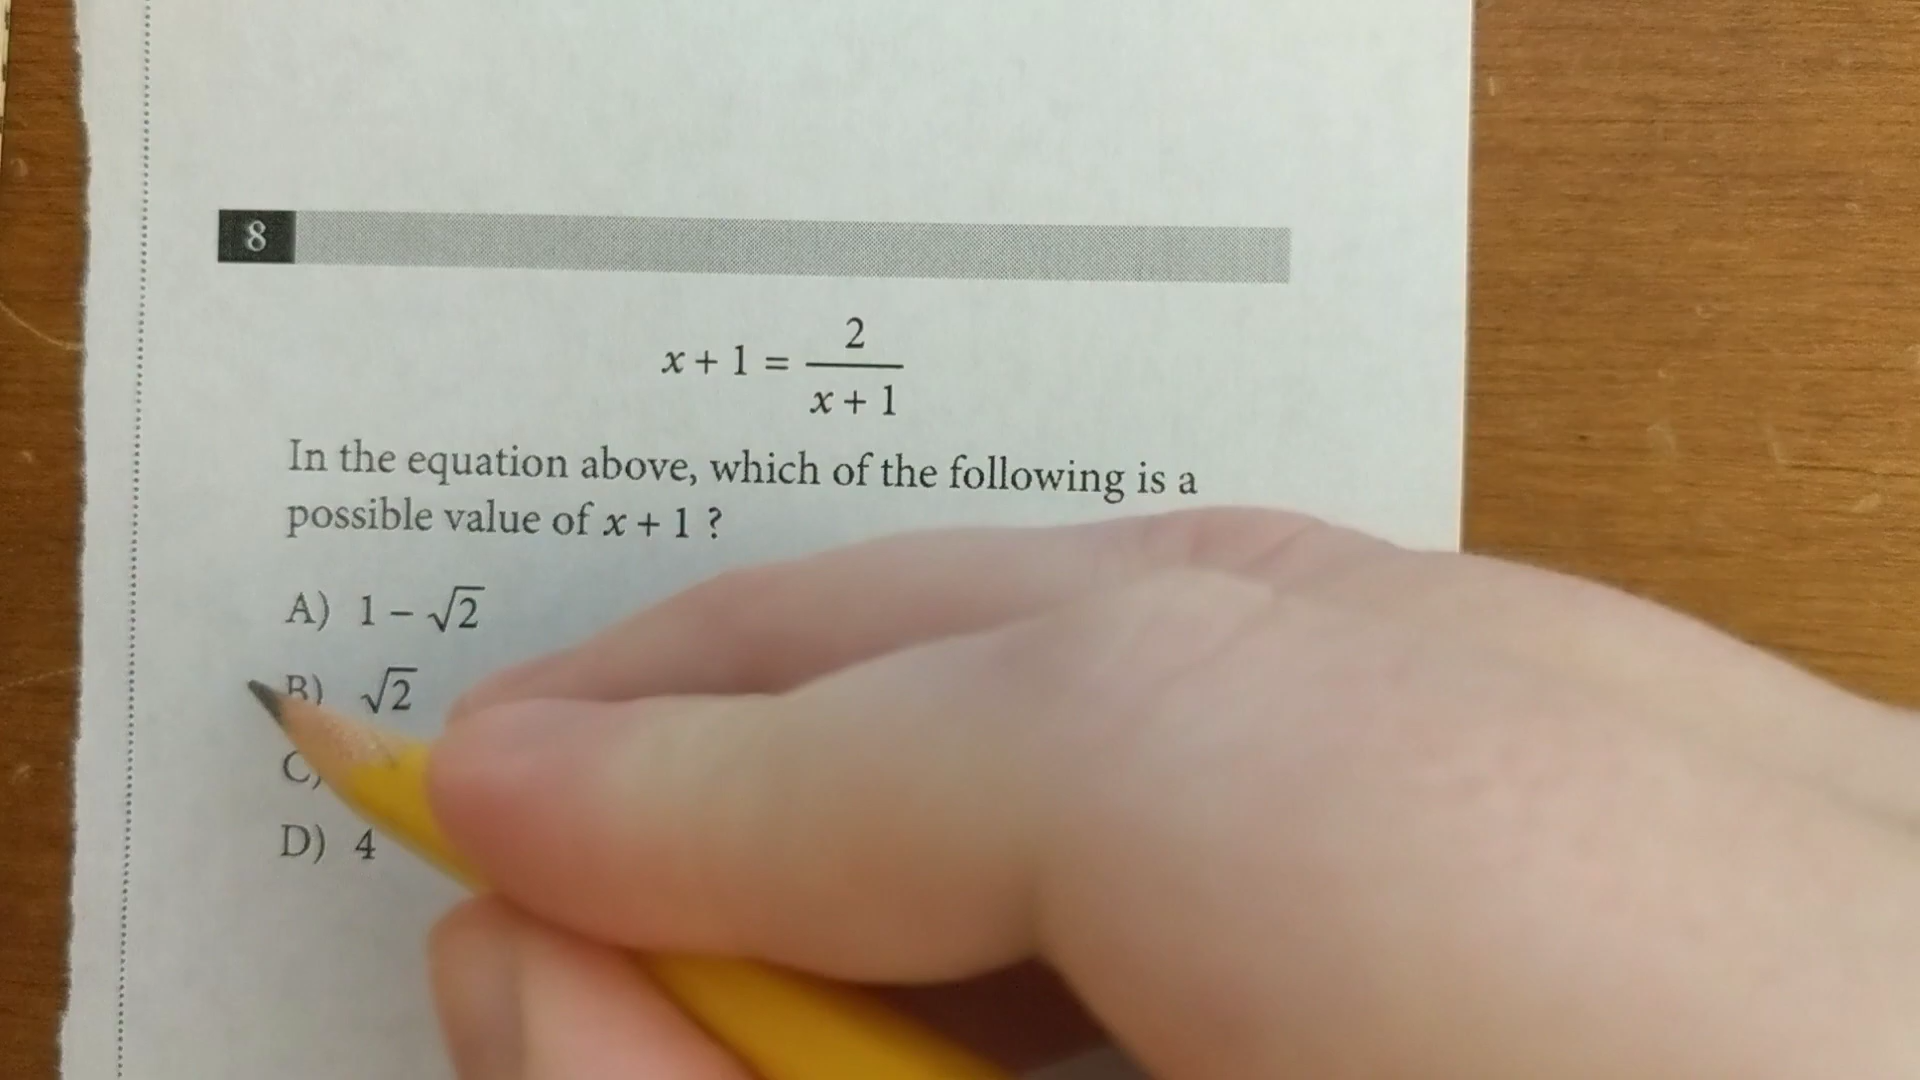 8
x + 1 = 2 / (x + 1)
In the equation above, which of the following is a
possible value of x + 1 ?
A) 1 − √2
B) √2
C)
D) 4